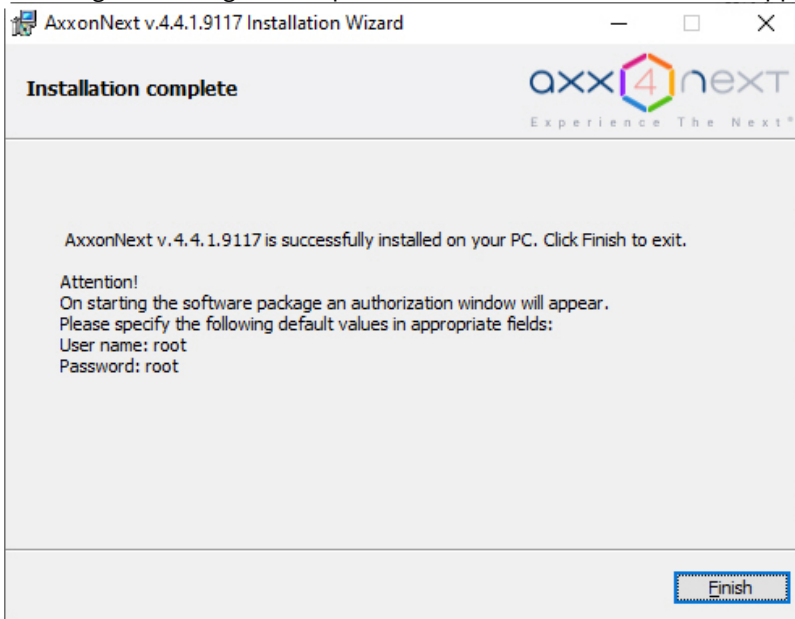 AxxonNext v.4.4.1.9117 Installation Wizard
Installation complete
axx4next
Experience The Next®
AxxonNext v.4.4.1.9117 is successfully installed on your PC. Click Finish to exit.
Attention!
On starting the software package an authorization window will appear.
Please specify the following default values in appropriate fields:
User name: root
Password: root
Finish